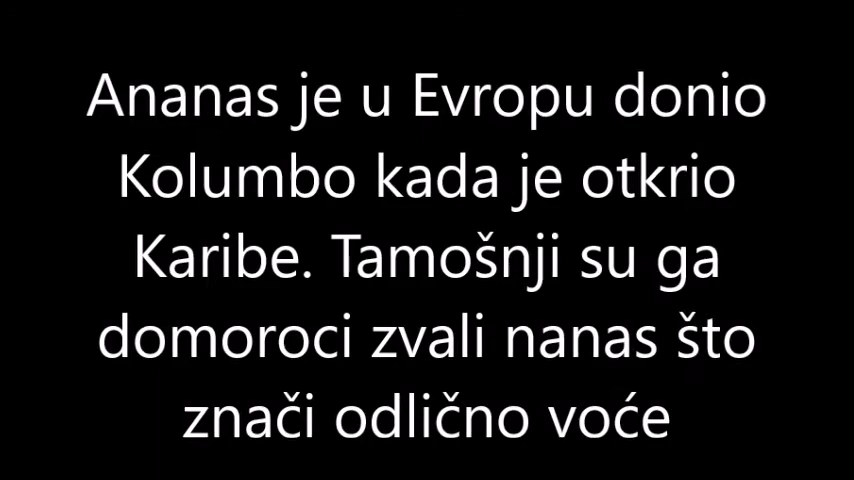 Ananas je u Evropu donio
Kolumbo kada je otkrio
Karibe. Tamošnji su ga
domoroci zvali nanas što
znači odlično voće